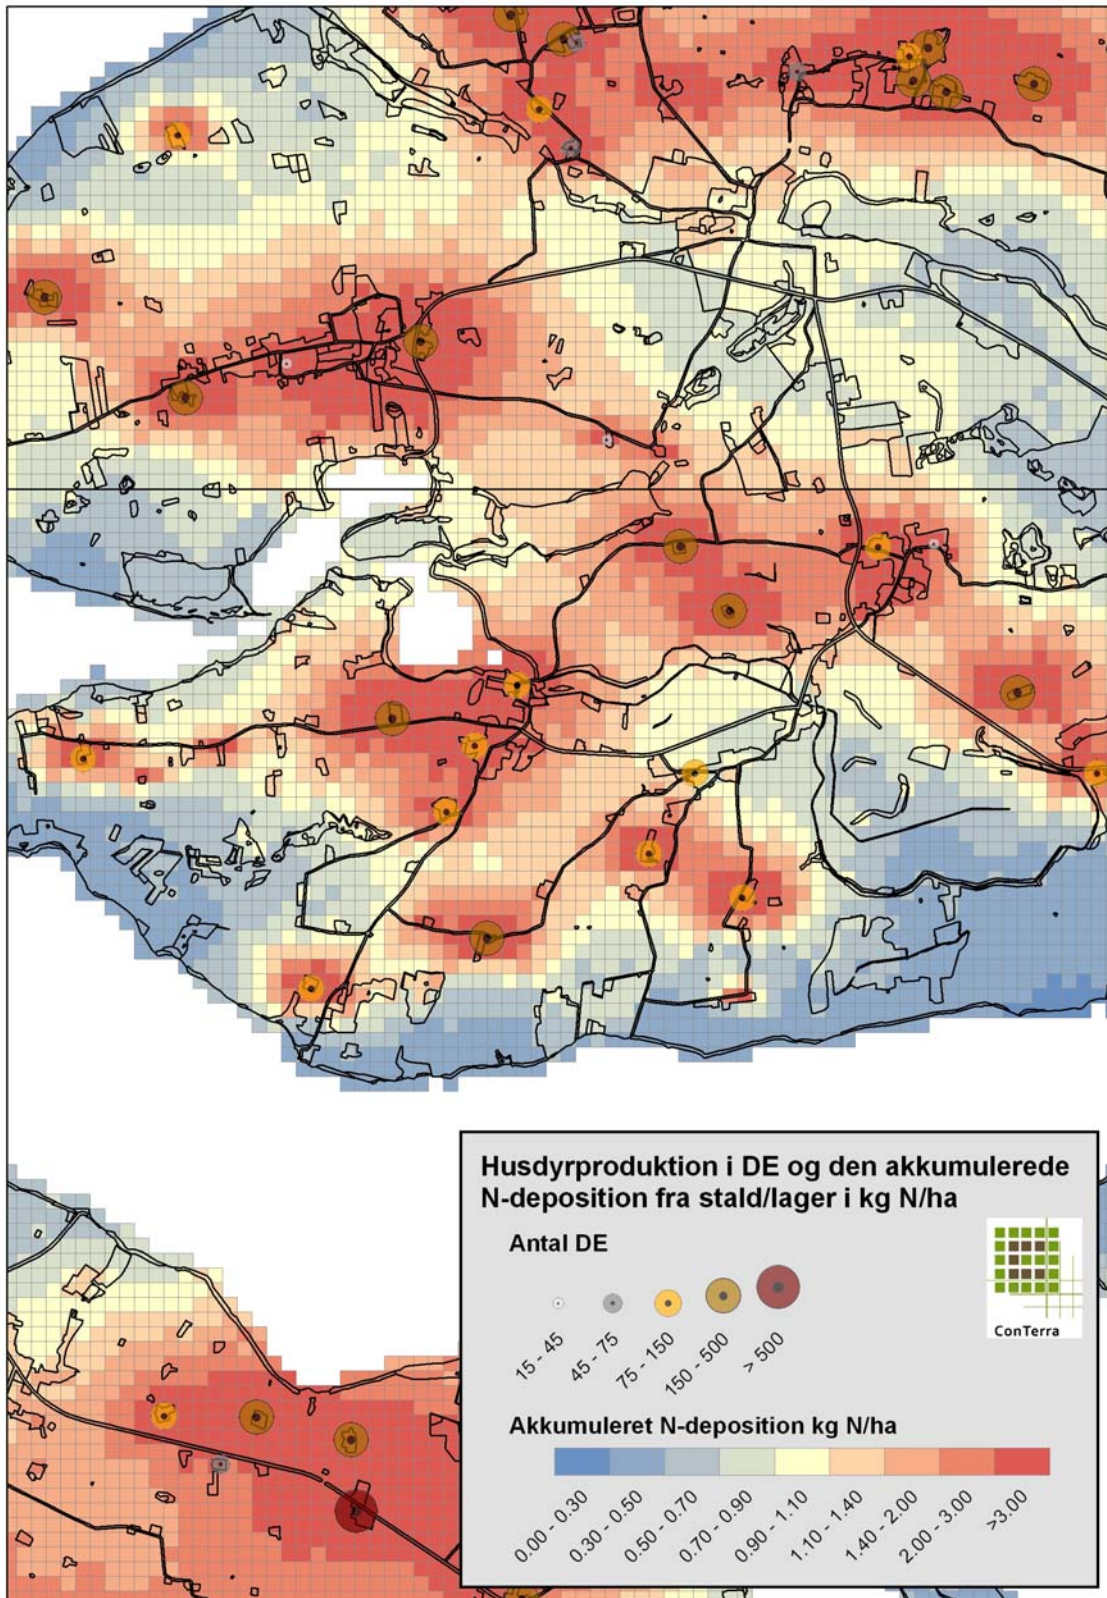 Husdyrproduktion i DE og den akkumulerede
N-deposition fra stald/lager i kg N/ha
Antal DE
15 - 45
45 - 75
75 - 150
150 - 500
> 500
ConTerra
Akkumuleret N-deposition kg N/ha
0.00 - 0.30
0.30 - 0.50
0.50 - 0.70
0.70 - 0.90
0.900 - 1.10
1.10 - 1.40
1.40 - 2.00
2.00 - 3.00
>3.00